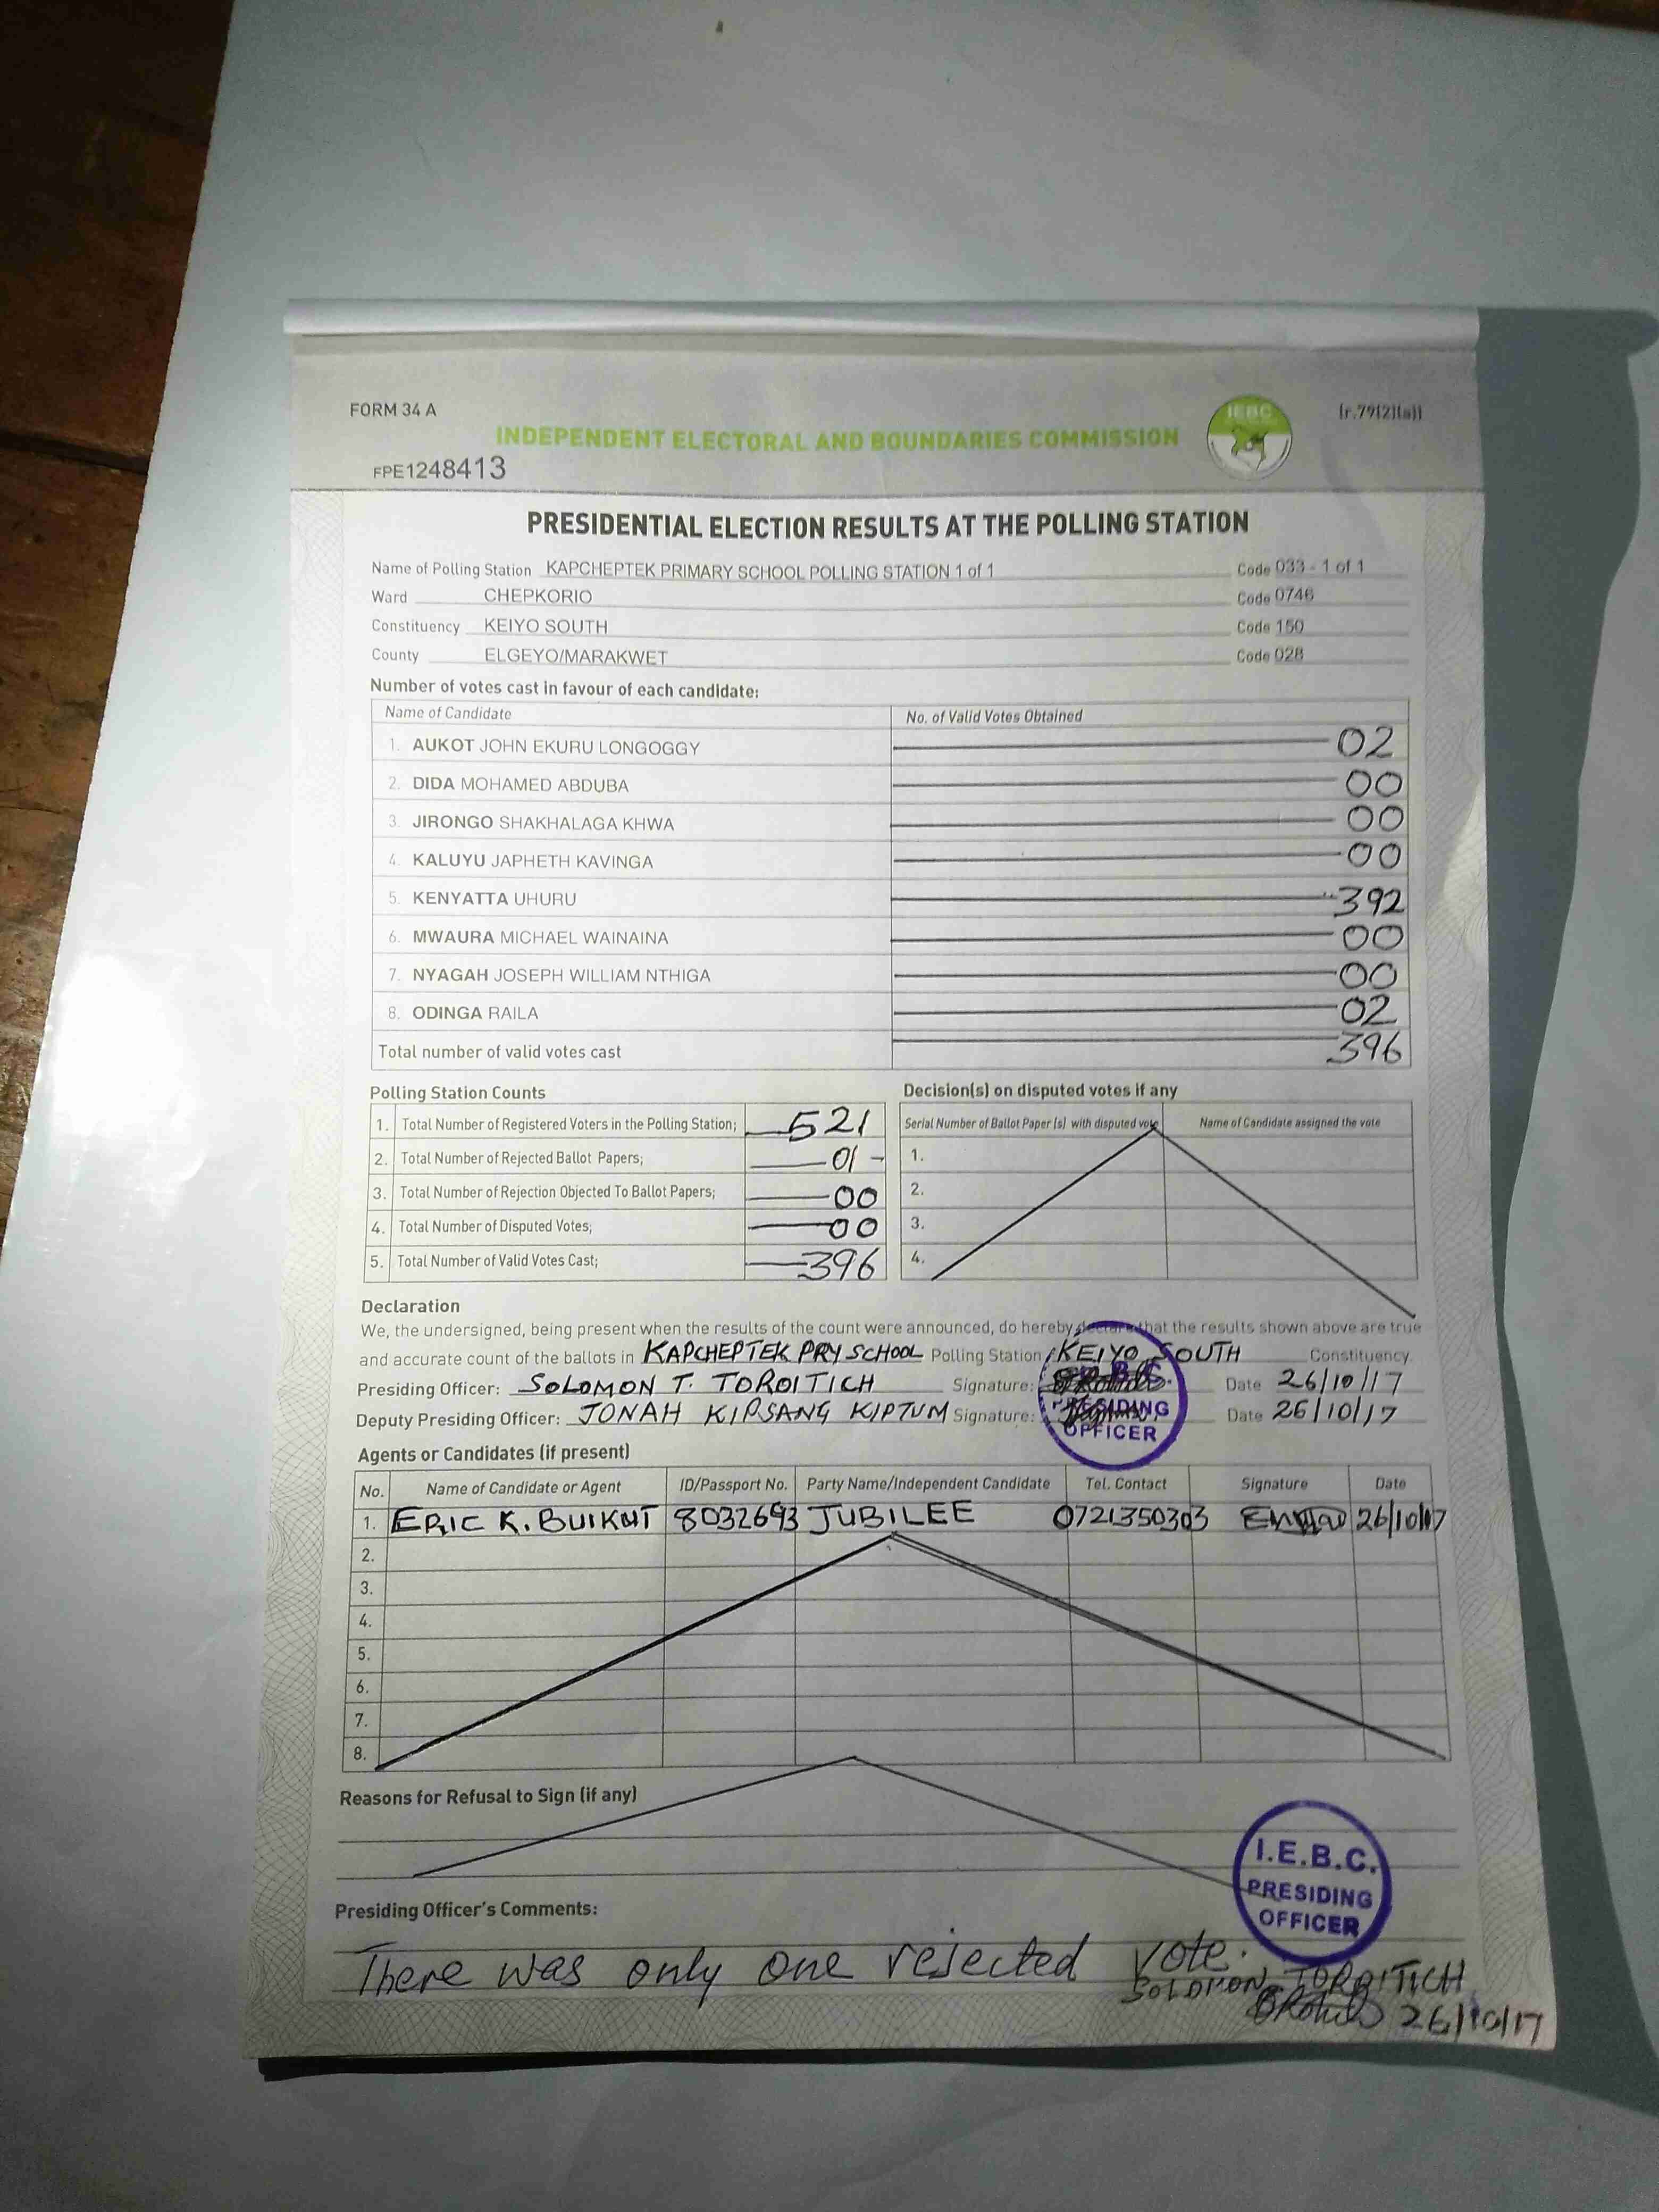 FORM 34 A
(r.79(2)(a))
IEBC
INDEPENDENT ELECTORAL AND BOUNDARIES COMMISSION
FPE1248413
PRESIDENTIAL ELECTION RESULTS AT THE POLLING STATION
Name of Polling Station KAPCHEPTEK PRIMARY SCHOOL POLLING STATION 1 of 1 Code 033 - 1 of 1
Ward CHEPKORIO Code 0746
Constituency KEIYO SOUTH Code 150
County ELGEYO/MARAKWET Code 028
Number of votes cast in favour of each candidate:
Name of Candidate No. of Valid Votes Obtained
1. AUKOT JOHN EKURU LONGOGGY 02
2. DIDA MOHAMED ABDUBA 00
3. JIRONGO SHAKHALAGA KHWA 00
4. KALUYU JAPHETH KAVINGA 00
5. KENYATTA UHURU 392
6. MWAURA MICHAEL WAINAINA 00
7. NYAGAH JOSEPH WILLIAM NTHIGA 00
8. ODINGA RAILA 02
Total number of valid votes cast 396
Polling Station Counts
1. Total Number of Registered Voters in the Polling Station; 521
2. Total Number of Rejected Ballot Papers; 01
3. Total Number of Rejection Objected To Ballot Papers; 00
4. Total Number of Disputed Votes; 00
5. Total Number of Valid Votes Cast; 396
Decision(s) on disputed votes if any
Serial Number of Ballot Paper (s) with disputed vote Name of Candidate assigned the vote
1.
2.
3.
4.
Declaration
We, the undersigned, being present when the results of the count were announced, do hereby declare that the results shown above are true
and accurate count of the ballots in KAPCHEPTEK PRY SCHOOL Polling Station KEIYO SOUTH Constituency.
Presiding Officer: SOLOMON T. TOROITICH Signature: Date 26/10/17
Deputy Presiding Officer: JONAH KIPSANG KIPTUM Signature: Date 26/10/17
PRESIDING
OFFICER
Agents or Candidates (if present)
No. Name of Candidate or Agent ID/Passport No. Party Name/Independent Candidate Tel. Contact Signature Date
1. ERIC K. BUIKUT 8032693 JUBILEE 0721350303 26/10/17
2.
3.
4.
5.
6.
7.
8.
Reasons for Refusal to Sign (if any)
I.E.B.C.
PRESIDING
OFFICER
Presiding Officer's Comments:
There was only one rejected vote.
SOLOMON TOROITICH
26/10/17